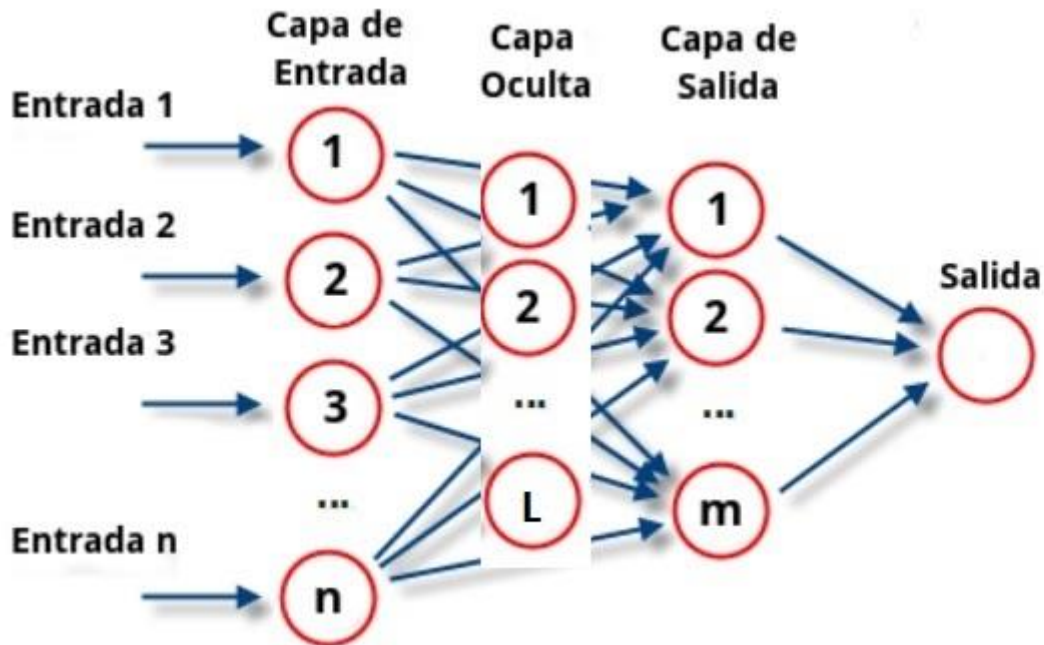 Capa de
Entrada
Capa
Oculta
Capa de
Salida
Entrada 1
Entrada 2
Entrada 3
Entrada n
1
2
3
...
n
1
2
...
L
1
2
...
m
Salida